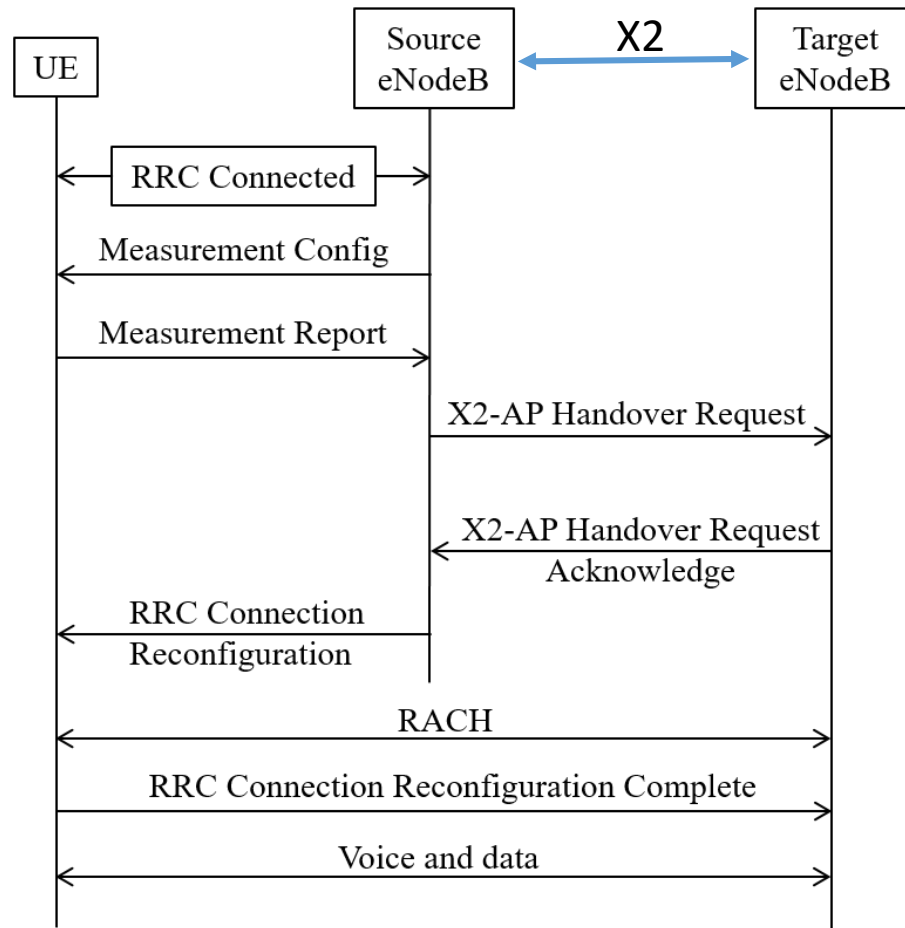 UE
Source
eNodeB
X2
Target
eNodeB
RRC Connected
Measurement Config
Measurement Report
X2-AP Handover Request
X2-AP Handover Request
Acknowledge
RRC Connection
Reconfiguration
RACH
RRC Connection Reconfiguration Complete
Voice and data